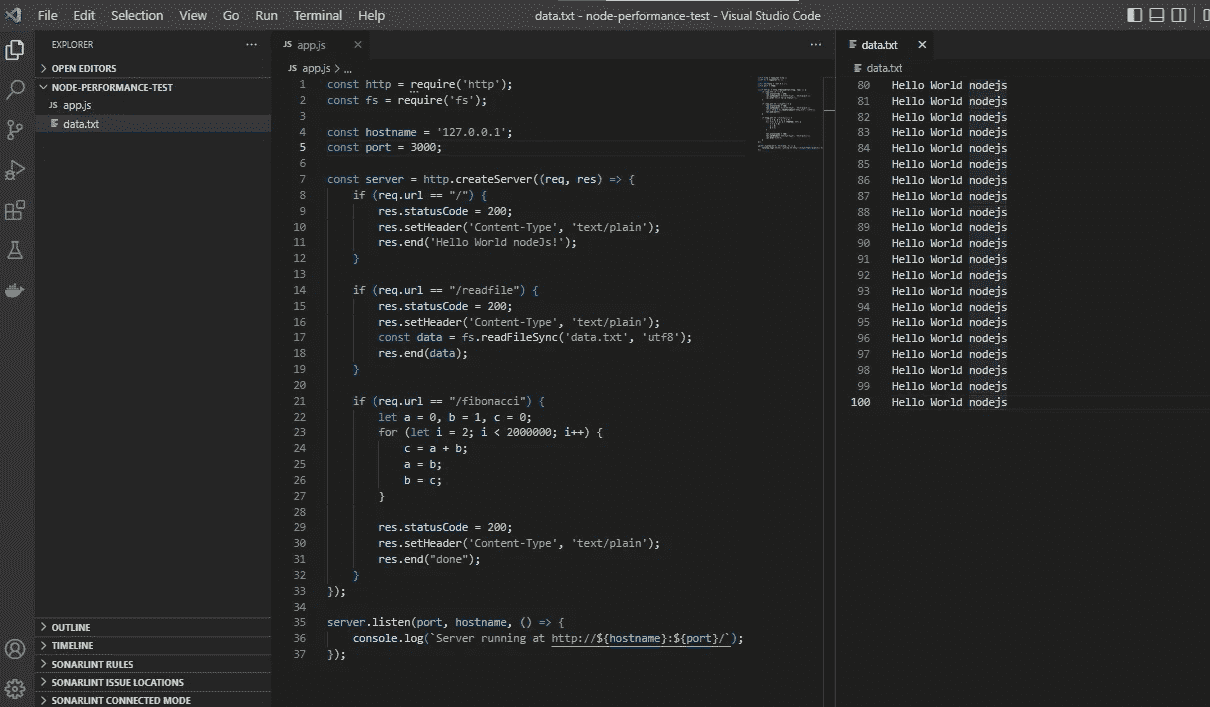 File Edit Selection View Go Run Terminal Help
data.txt - node-performance-test - Visual Studio Code
EXPLORER
OPEN EDITORS
NODE-PERFORMANCE-TEST
JS app.js
data.txt
OUTLINE
TIMELINE
SONARLINT RULES
SONARLINT ISSUE LOCATIONS
SONARLINT CONNECTED MODE
JS app.js
JS app.js > ...
1 const http = require('http');
2 const fs = require('fs');
3
4 const hostname = '127.0.0.1';
5 const port = 3000;
6
7 const server = http.createServer((req, res) => {
8 if (req.url == "/") {
9 res.statusCode = 200;
10 res.setHeader('Content-Type', 'text/plain');
11 res.end('Hello World nodeJs!');
12 }
13
14 if (req.url == "/readfile") {
15 res.statusCode = 200;
16 res.setHeader('Content-Type', 'text/plain');
17 const data = fs.readFileSync('data.txt', 'utf8');
18 res.end(data);
19 }
20
21 if (req.url == "/fibonacci") {
22 let a = 0, b = 1, c = 0;
23 for (let i = 2; i < 2000000; i++) {
24 c = a + b;
25 a = b;
26 b = c;
27 }
28
29 res.statusCode = 200;
30 res.setHeader('Content-Type', 'text/plain');
31 res.end("done");
32 }
33 });
34
35 server.listen(port, hostname, () => {
36 console.log(`Server running at http://${hostname}:${port}/`);
37 });
data.txt
data.txt
80 Hello World nodejs
81 Hello World nodejs
82 Hello World nodejs
83 Hello World nodejs
84 Hello World nodejs
85 Hello World nodejs
86 Hello World nodejs
87 Hello World nodejs
88 Hello World nodejs
89 Hello World nodejs
90 Hello World nodejs
91 Hello World nodejs
92 Hello World nodejs
93 Hello World nodejs
94 Hello World nodejs
95 Hello World nodejs
96 Hello World nodejs
97 Hello World nodejs
98 Hello World nodejs
99 Hello World nodejs
100 Hello World nodejs